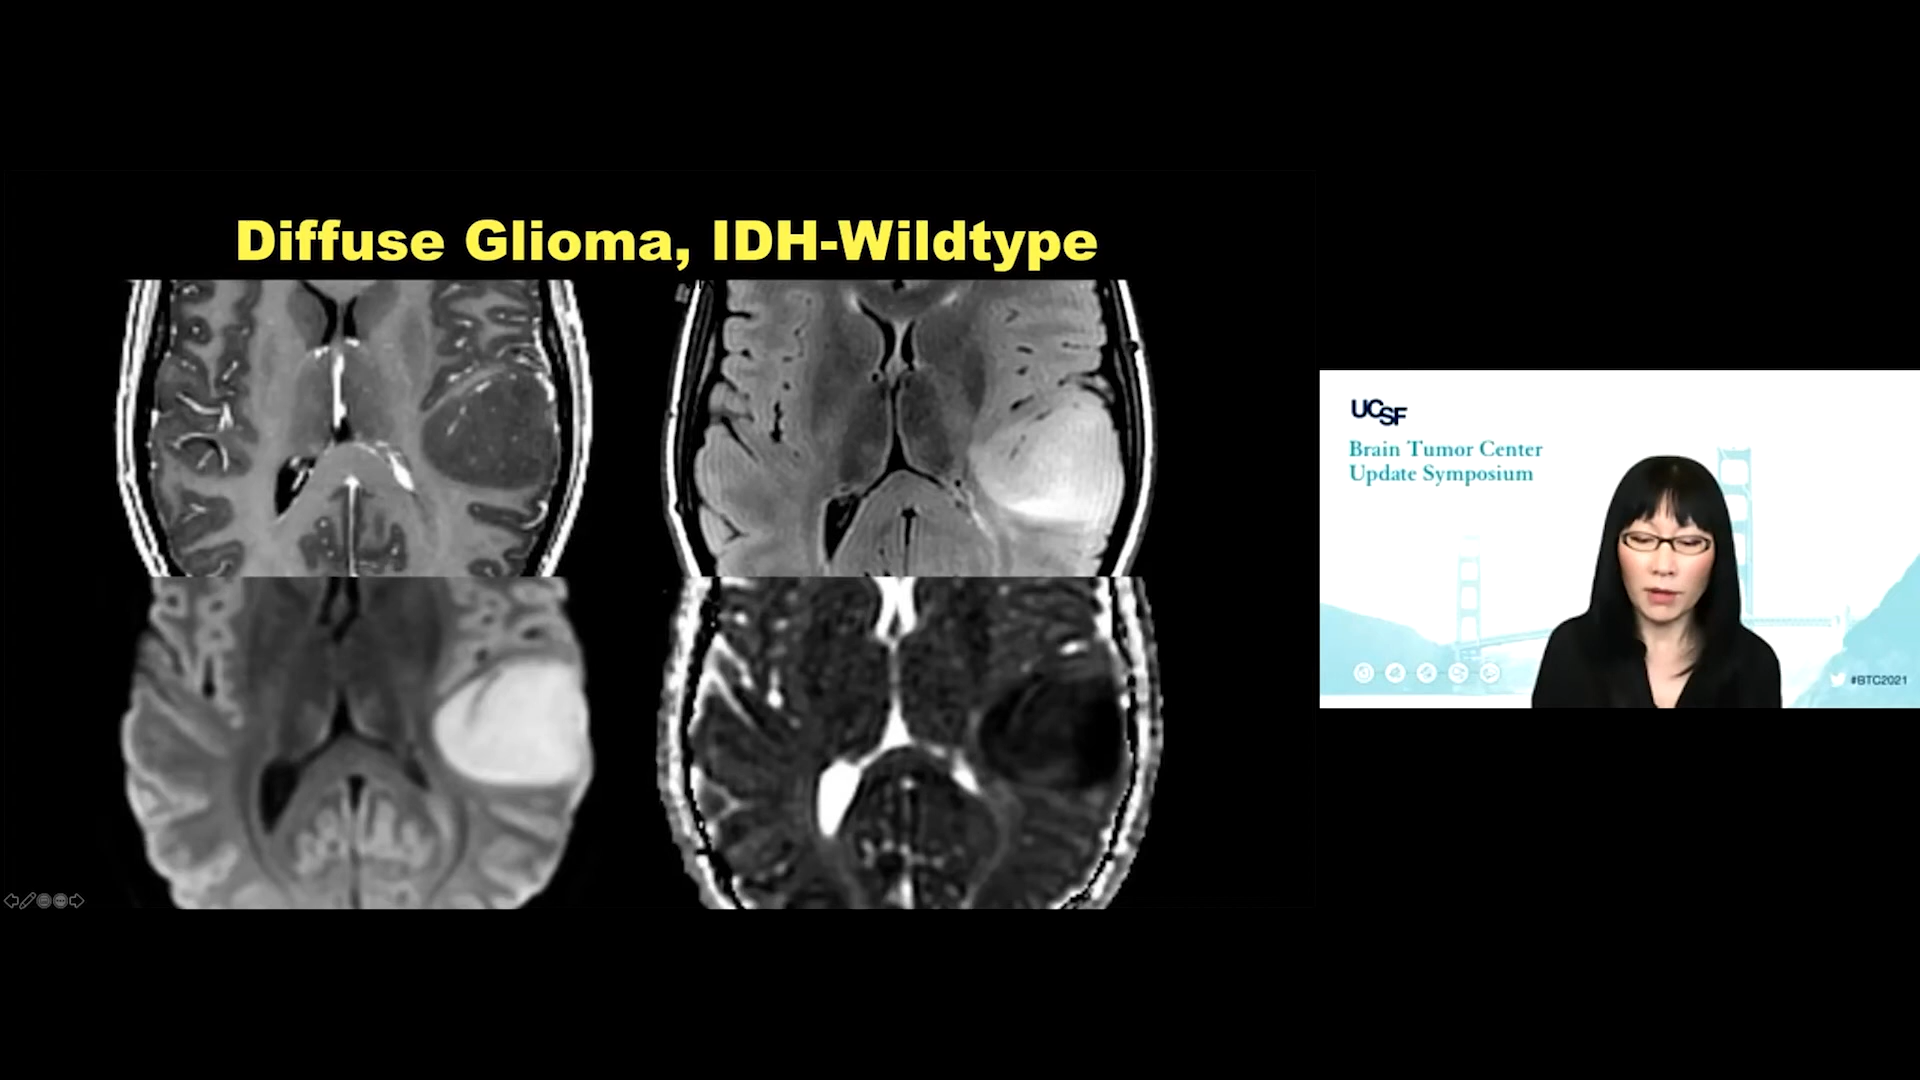 Diffuse Glioma, IDH-Wildtype
UCSF
Brain Tumor Center
Update Symposium
#BTC2021